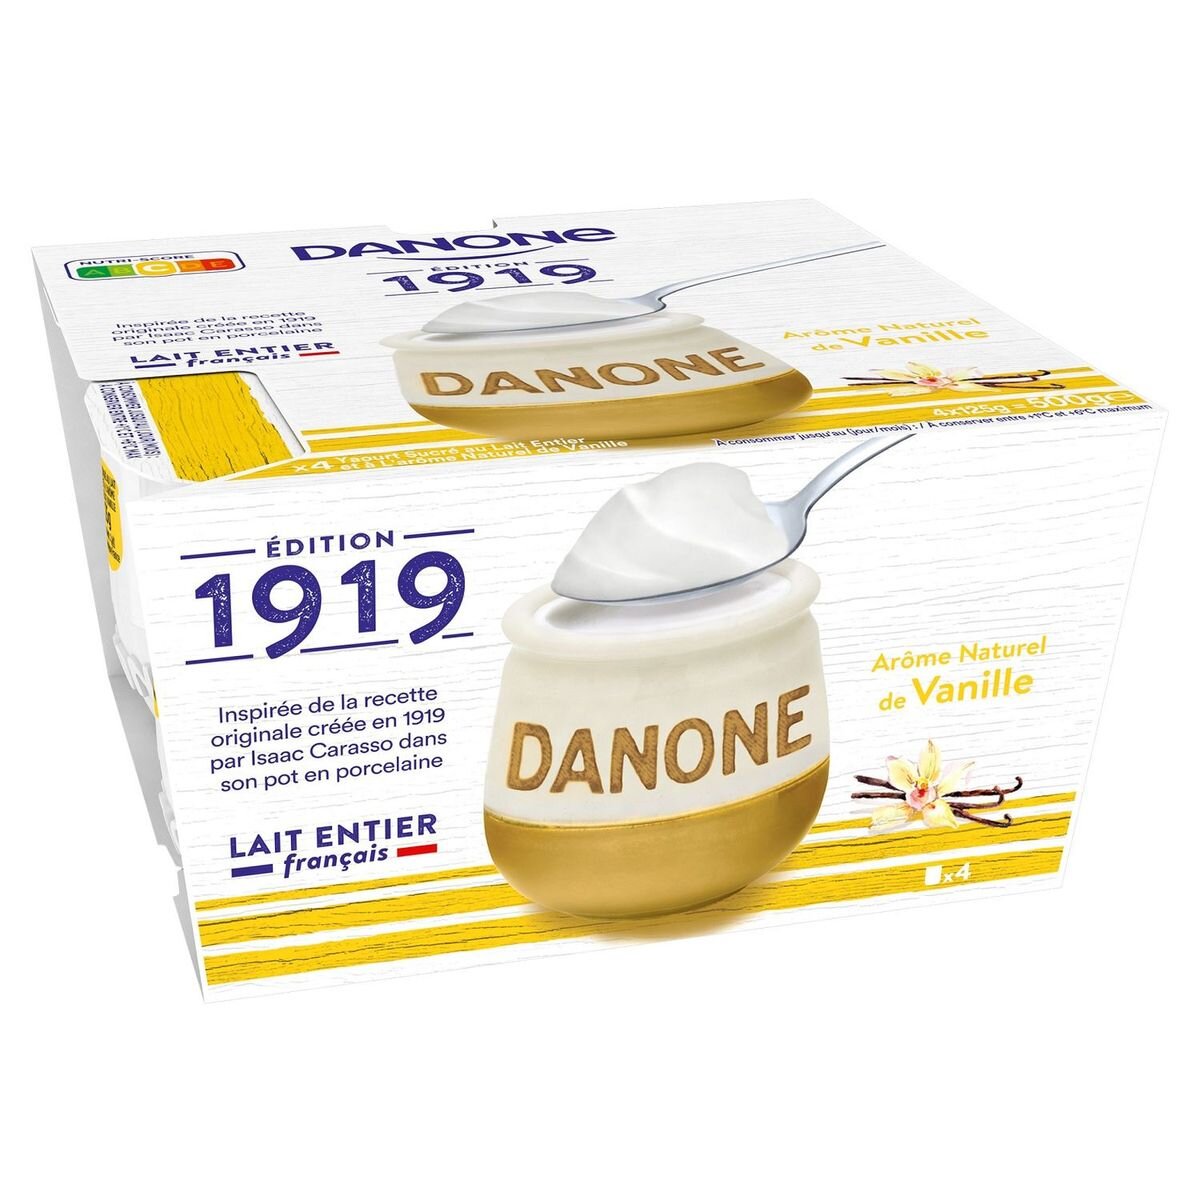 NUTRI-SCORE
A B C D E
DANONE
ÉDITION
1919
Inspirée de la recette
originale créée en 1919
par Isaac Carasso dans
son pot en porcelaine
LAIT ENTIER
français
DANONE
Arôme Naturel
de Vanille
4x125g = 500g e
À consommer jusqu'au (jour/mois) : / À conserver entre +1°C et +6°C maximum
x4 Yaourt Sucré au Lait Entier
et à L'arôme Naturel de Vanille
ÉDITION
1919
Inspirée de la recette
originale créée en 1919
par Isaac Carasso dans
son pot en porcelaine
LAIT ENTIER
français
DANONE
Arôme Naturel
de Vanille
x4